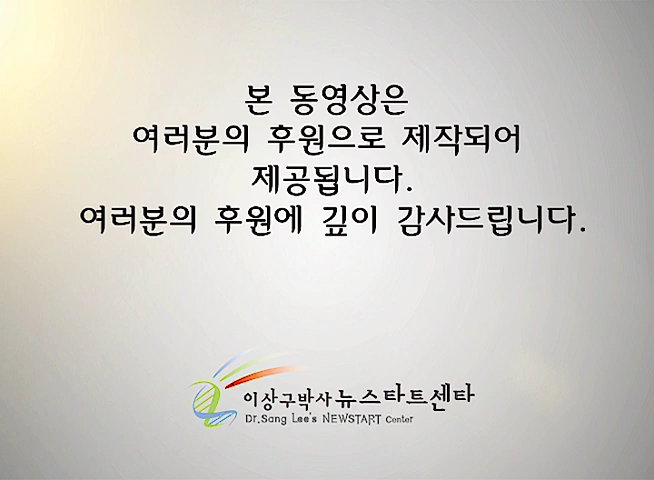 본 동영상은
여러분의 후원으로 제작되어
제공됩니다.
여러분의 후원에 깊이 감사드립니다.
이상구박사 뉴스타트센타
Dr.Sang Lee's NEWSTART Center